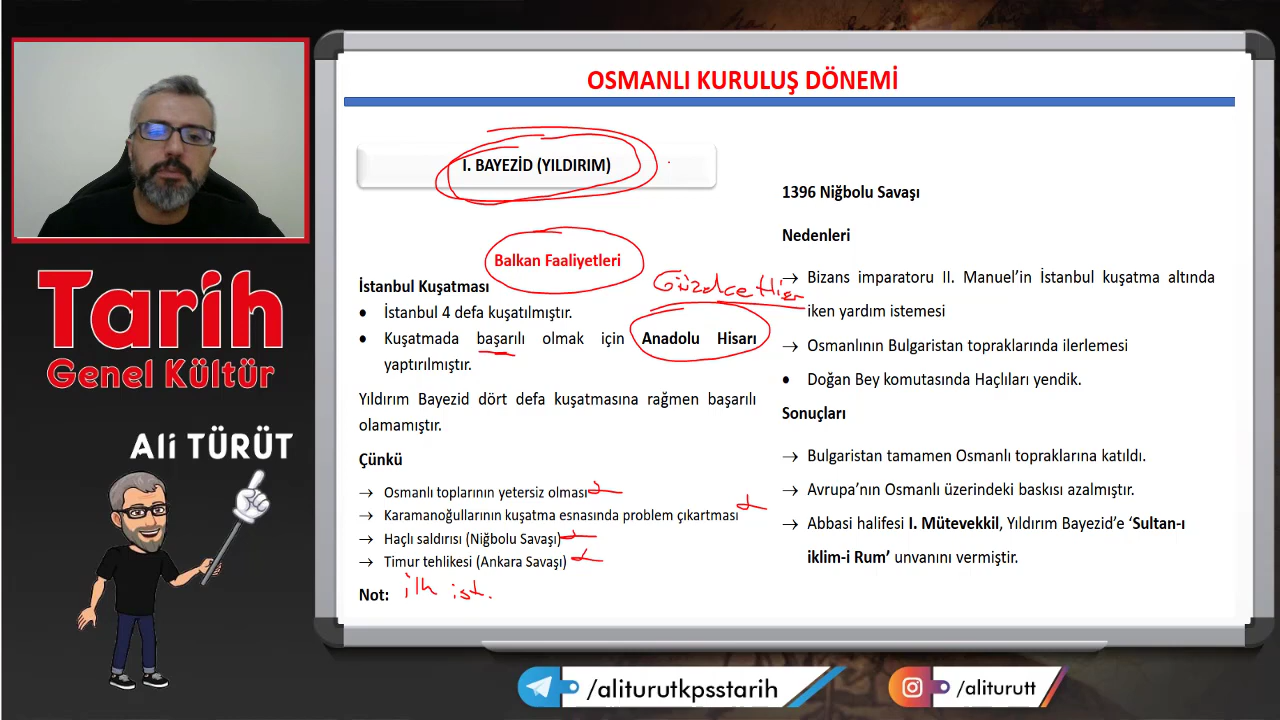 OSMANLI KURULUŞ DÖNEMİ
I. BAYEZİD (YILDIRIM)
Balkan Faaliyetleri
İstanbul Kuşatması
• İstanbul 4 defa kuşatılmıştır.
Güzelce Hisar
• Kuşatmada başarılı olmak için Anadolu Hisarı
yaptırılmıştır.
Yıldırım Bayezid dört defa kuşatmasına rağmen başarılı
olamamıştır.
Çünkü
→ Osmanlı toplarının yetersiz olması
→ Karamanoğullarının kuşatma esnasında problem çıkartması
→ Haçlı saldırısı (Niğbolu Savaşı)
→ Timur tehlikesi (Ankara Savaşı)
Not: ilk ist.
1396 Niğbolu Savaşı
Nedenleri
→ Bizans imparatoru II. Manuel’in İstanbul kuşatma altında
iken yardım istemesi
→ Osmanlının Bulgaristan topraklarında ilerlemesi
• Doğan Bey komutasında Haçlıları yendik.
Sonuçları
→ Bulgaristan tamamen Osmanlı topraklarına katıldı.
→ Avrupa’nın Osmanlı üzerindeki baskısı azalmıştır.
→ Abbasi halifesi I. Mütevekkil, Yıldırım Bayezid’e ‘Sultan-ı
iklim-i Rum’ unvanını vermiştir.
Tarih
Genel Kültür
Ali TÜRÜT
/aliturutkpsstarih
/aliturutt